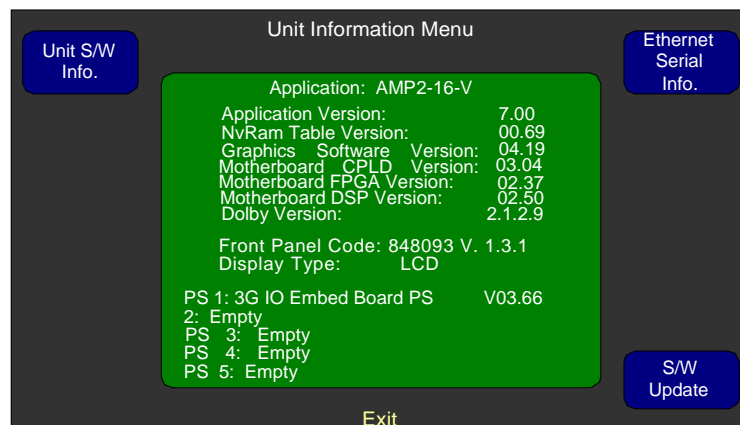 Unit Information Menu
Unit S/W
Info.
Ethernet
Serial
Info.
Application: AMP2-16-V
Application Version: 7.00
NvRam Table Version: 00.69
Graphics Software Version: 04.19
Motherboard CPLD Version: 03.04
Motherboard FPGA Version: 02.37
Motherboard DSP Version: 02.50
Dolby Version: 2.1.2.9
Front Panel Code: 848093 V. 1.3.1
Display Type: LCD
PS 1: 3G IO Embed Board PS V03.66
2: Empty
PS 3: Empty
PS 4: Empty
PS 5: Empty
S/W
Update
Exit